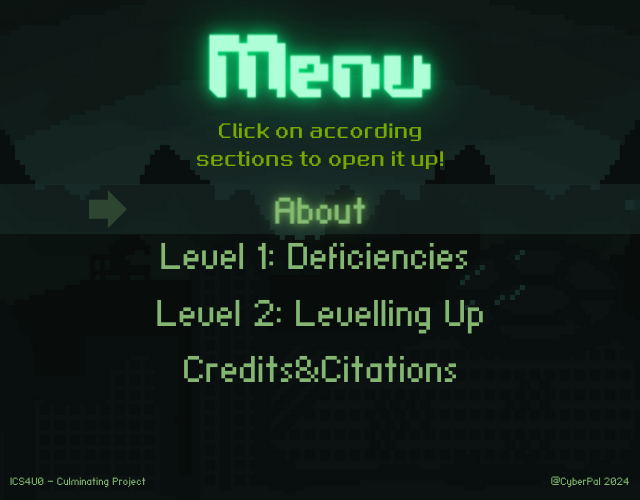 Menu
Click on according
sections to open it up!
About
Level 1: Deficiencies
Level 2: Levelling Up
Credits&Citations
ICS4U0 - Culminating Project
@CyberPal 2024